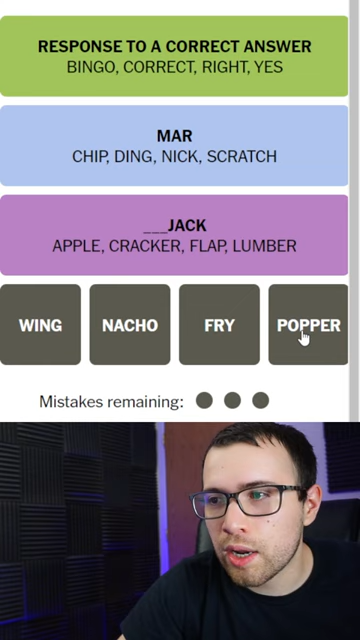 RESPONSE TO A CORRECT ANSWER
BINGO, CORRECT, RIGHT, YES
MAR
CHIP, DING, NICK, SCRATCH
___JACK
APPLE, CRACKER, FLAP, LUMBER
WING NACHO FRY POPPER
Mistakes remaining: